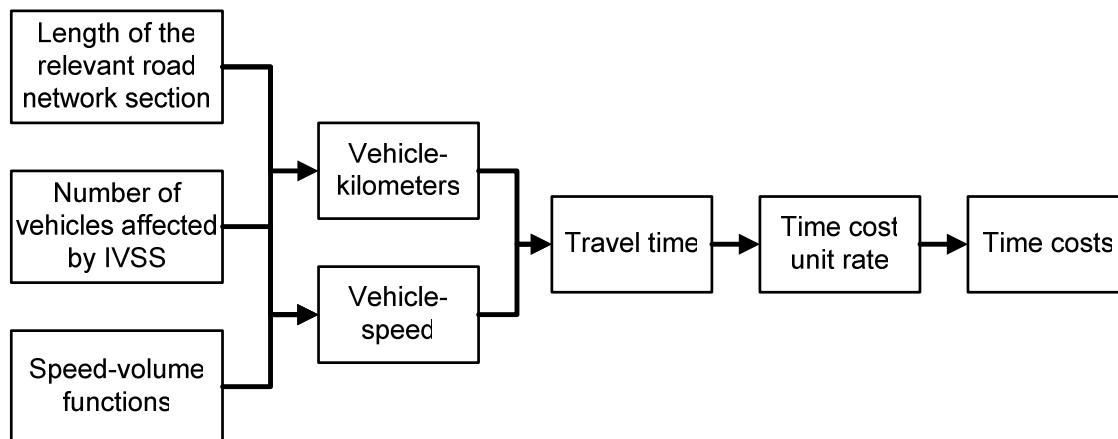 Length of the
relevant road
network section
Number of
vehicles affected
by IVSS
Speed-volume
functions
Vehicle-
kilometers
Vehicle-
speed
Travel time
Time cost
unit rate
Time costs